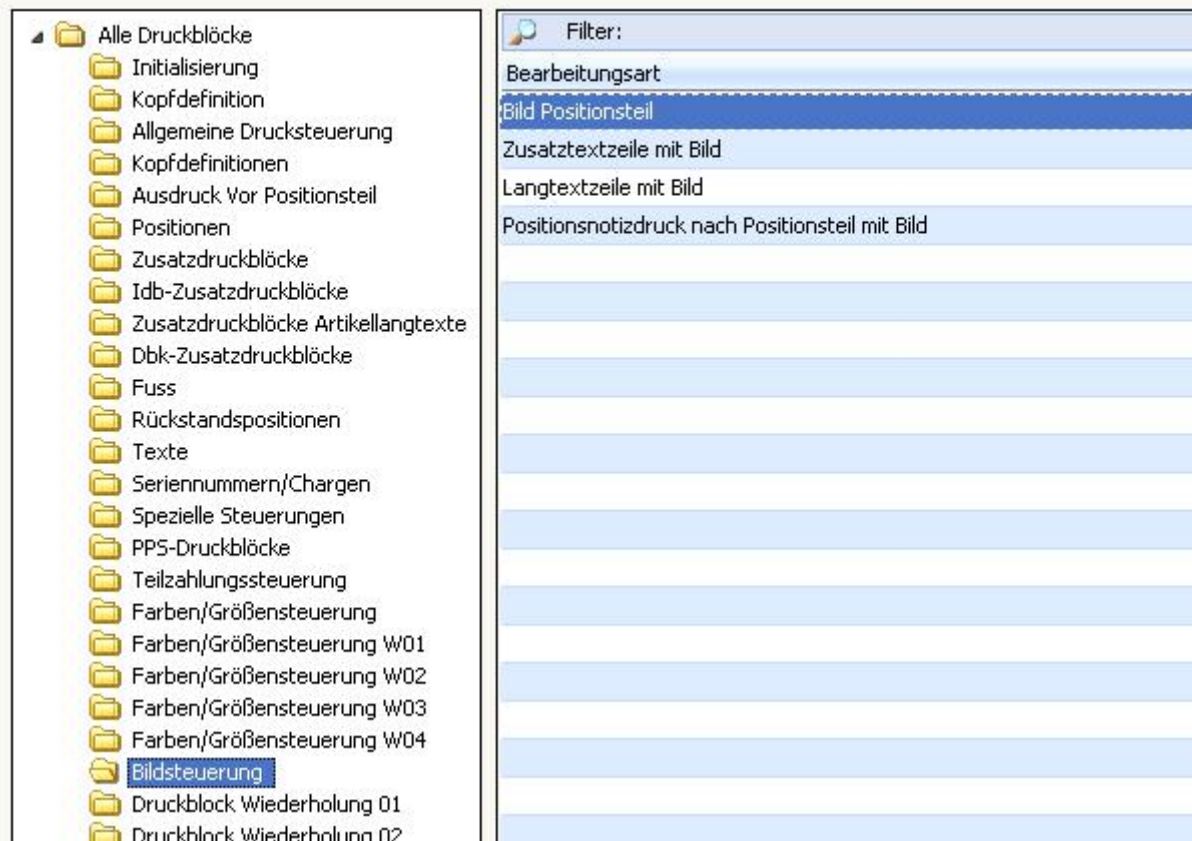 Alle Druckblöcke
Initialisierung
Kopfdefinition
Allgemeine Drucksteuerung
Kopfdefinitionen
Ausdruck Vor Positionsteil
Positionen
Zusatzdruckblöcke
Idb-Zusatzdruckblöcke
Zusatzdruckblöcke Artikellangtexte
Dbk-Zusatzdruckblöcke
Fuss
Rückstandspositionen
Texte
Seriennummern/Chargen
Spezielle Steuerungen
PPS-Druckblöcke
Teilzahlungssteuerung
Farben/Größensteuerung
Farben/Größensteuerung W01
Farben/Größensteuerung W02
Farben/Größensteuerung W03
Farben/Größensteuerung W04
Bildsteuerung
Druckblock Wiederholung 01
Druckblock Wiederholung 02
Filter:
Bearbeitungsart
Bild Positionsteil
Zusatztextzeile mit Bild
Langtextzeile mit Bild
Positionsnotizdruck nach Positionsteil mit Bild